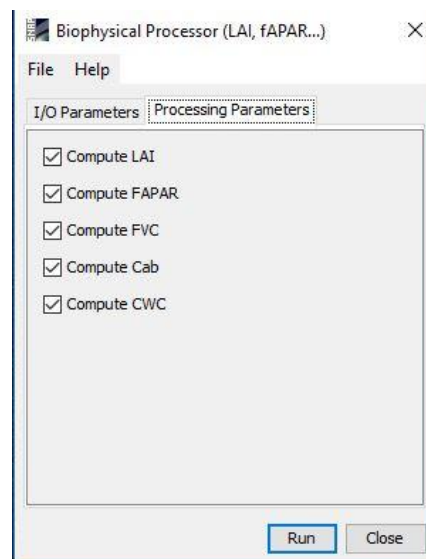 Biophysical Processor (LAI, fAPAR...)
File Help
I/O Parameters Processing Parameters
Compute LAI
Compute FAPAR
Compute FVC
Compute Cab
Compute CWC
Run Close